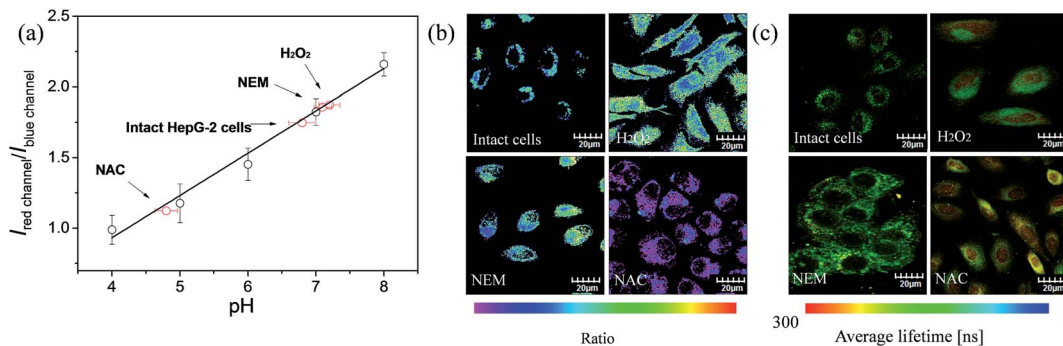 (a)
I red channel/I blue channel
2.5
2.0
1.5
1.0
0.5
H₂O₂
NEM
Intact HepG-2 cells
NAC
4 5 6 7 8
pH
(b)
Intact cells 20μm
H₂O₂ 20μm
NEM 20μm
NAC 20μm
Ratio
(c)
Intact cells 20μm
H₂O₂ 20μm
NEM 20μm
NAC 20μm
300
Average lifetime [ns]